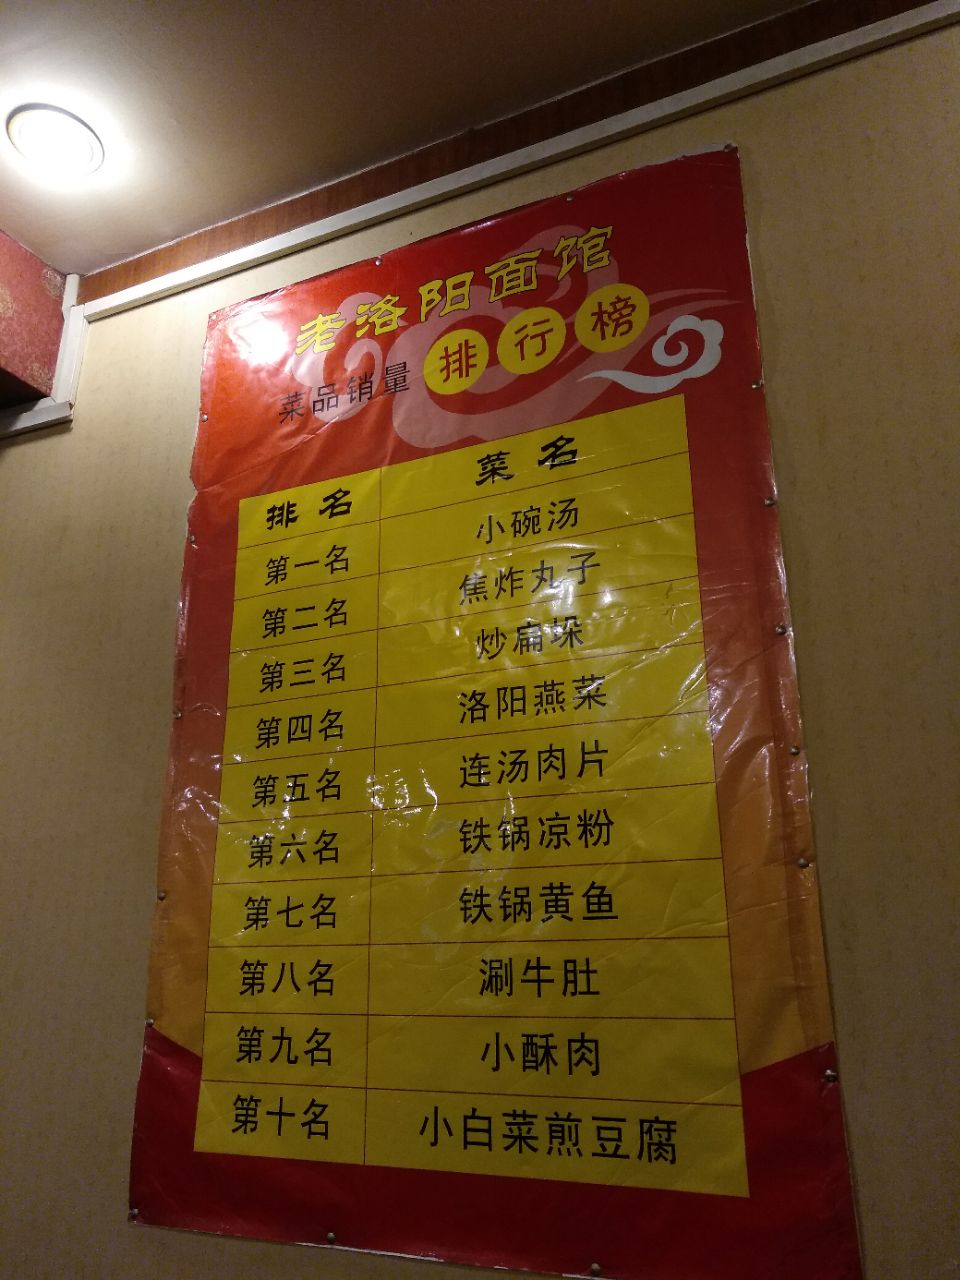 老洛阳面馆
菜品销量排行榜
排名 菜名
第一名 小碗汤
第二名 焦炸丸子
第三名 炒扁垛
第四名 洛阳燕菜
第五名 连汤肉片
第六名 铁锅凉粉
第七名 铁锅黄鱼
第八名 涮牛肚
第九名 小酥肉
第十名 小白菜煎豆腐